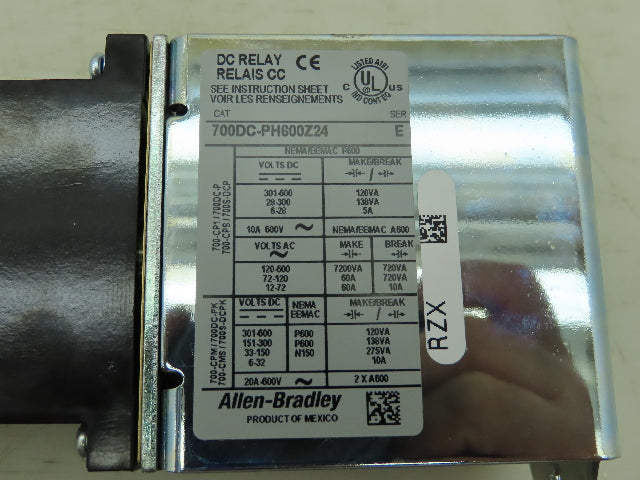 DC RELAY CE
RELAIS CC
SEE INSTRUCTION SHEET
VOIR LES RENSEIGNEMENTS
LISTED A101
C UL US
IND CONT EQ
CAT SER
700DC-PH600Z24 E
700-CP1 / 700DC-P
700-CPS / 700S-DCP
NEMA/EEMAC P600
VOLTS DC MAKE/BREAK
301-600 120VA
28-300 138VA
6-28 5A
10A 600V ~ NEMA/EEMAC A600
VOLTS AC MAKE BREAK
120-600 7200VA 720VA
72-120 60A 720VA
12-72 60A 10A
700-CPM / 700DC-PK
700-CMS / 700S-DCPK
VOLTS DC NEMA MAKE/BREAK
EEMAC
301-600 P600 120VA
151-300 P600 138VA
33-150 N150 275VA
6-32 10A
20A-600V ~ 2 X A600
Allen-Bradley
PRODUCT OF MEXICO
RZX